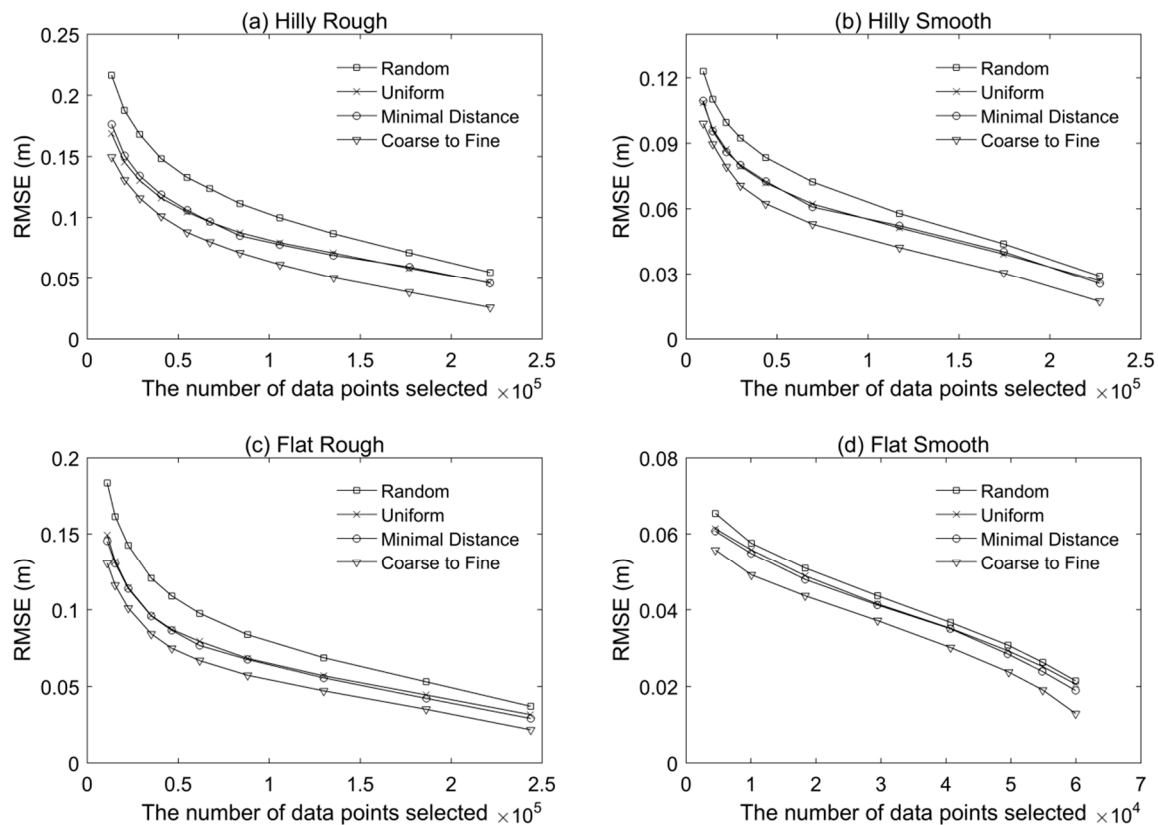 (a) Hilly Rough
0.25
0.2
0.15
0.1
0.05
0
RMSE (m)
Random
Uniform
Minimal Distance
Coarse to Fine
0 0.5 1 1.5 2 2.5
The number of data points selected ×10^5
(b) Hilly Smooth
0.12
0.09
0.06
0.03
0
RMSE (m)
Random
Uniform
Minimal Distance
Coarse to Fine
0 0.5 1 1.5 2 2.5
The number of data points selected ×10^5
(c) Flat Rough
0.2
0.15
0.1
0.05
0
RMSE (m)
Random
Uniform
Minimal Distance
Coarse to Fine
0 0.5 1 1.5 2 2.5
The number of data points selected ×10^5
(d) Flat Smooth
0.08
0.06
0.04
0.02
0
RMSE (m)
Random
Uniform
Minimal Distance
Coarse to Fine
0 1 2 3 4 5 6 7
The number of data points selected ×10^4